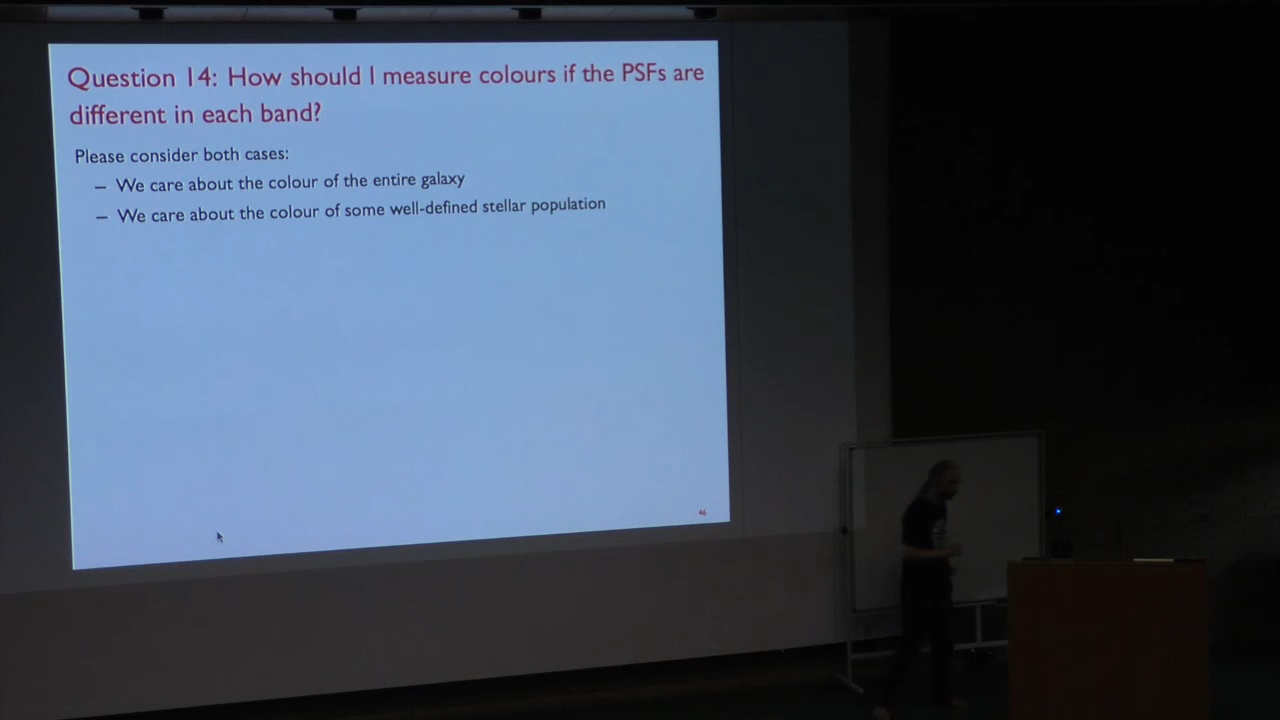 Question 14: How should I measure colours if the PSFs are
different in each band?
Please consider both cases:
– We care about the colour of the entire galaxy
– We care about the colour of some well-defined stellar population
46